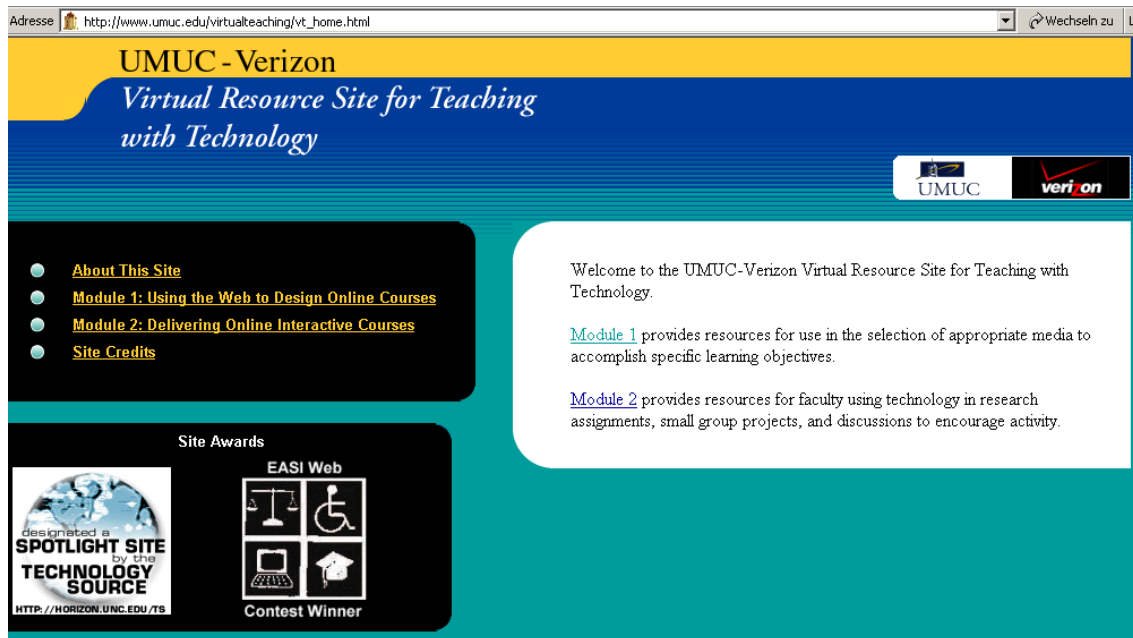 Adresse http://www.umuc.edu/virtualteaching/vt_home.html Wechseln zu
UMUC - Verizon
Virtual Resource Site for Teaching
with Technology
UMUC verizon
About This Site
Module 1: Using the Web to Design Online Courses
Module 2: Delivering Online Interactive Courses
Site Credits
Welcome to the UMUC-Verizon Virtual Resource Site for Teaching with
Technology.
Module 1 provides resources for use in the selection of appropriate media to
accomplish specific learning objectives.
Module 2 provides resources for faculty using technology in research
assignments, small group projects, and discussions to encourage activity.
Site Awards
designated a
SPOTLIGHT SITE
by the
TECHNOLOGY
SOURCE
HTTP://HORIZON.UNC.EDU/TS
EASI Web
Contest Winner